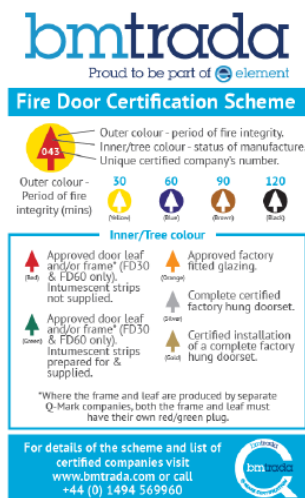 bmtrada
Proud to be part of e element
Fire Door Certification Scheme
043
Outer colour - period of fire integrity.
Inner/tree colour - status of manufacture.
Unique certified company's number.
Outer colour -
Period of fire
integrity (mins)
30 60 90 120
(Yellow) (Blue) (Brown) (Black)
Inner/Tree colour
(Red)
Approved door leaf
and/or frame* (FD30
& FD60 only).
Intumescent strips
not supplied.
(Green)
Approved door leaf
and/or frame* (FD30
& FD60 only).
Intumescent strips
prepared for &
supplied.
(Orange)
Approved factory
fitted glazing.
(Silver)
Complete certified
factory hung doorset.
(Gold)
Certified installation
of a complete factory
hung doorset.
*Where the frame and leaf are produced by separate
Q-Mark companies, both the frame and leaf must
have their own red/green plug.
For details of the scheme and list of
certified companies visit
www.bmtrada.com or call
+44 (0) 1494 569960
bmtrada
bmtrada